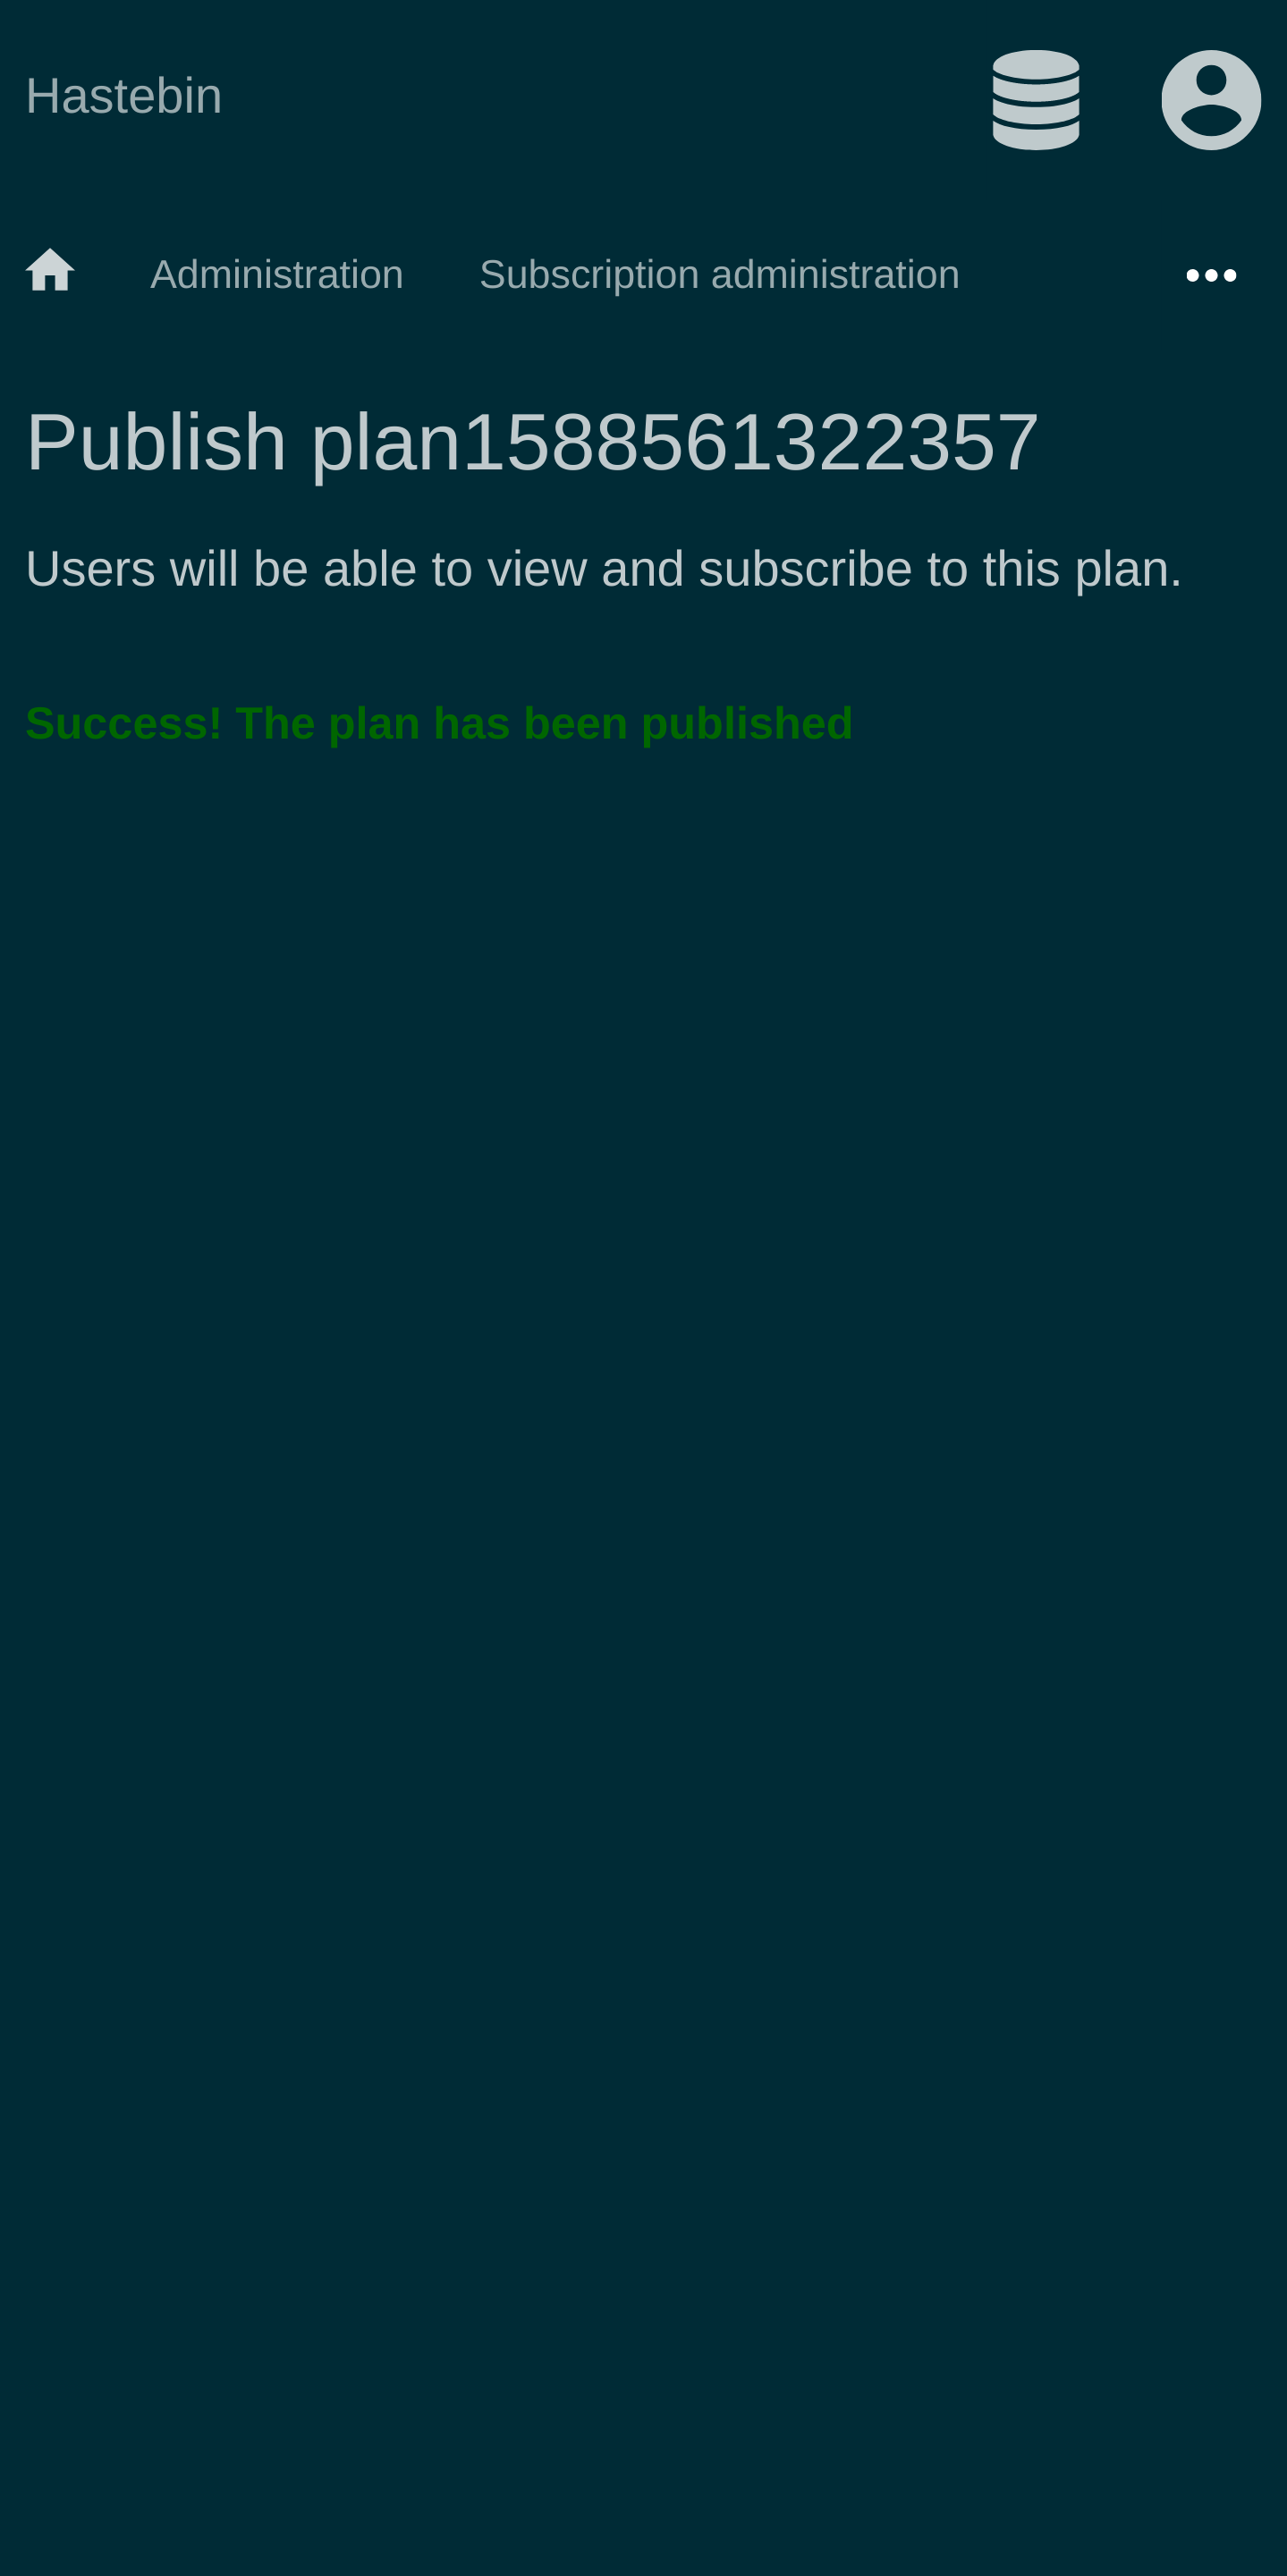 Hastebin
Administration Subscription administration
Publish plan1588561322357
Users will be able to view and subscribe to this plan.
Success! The plan has been published